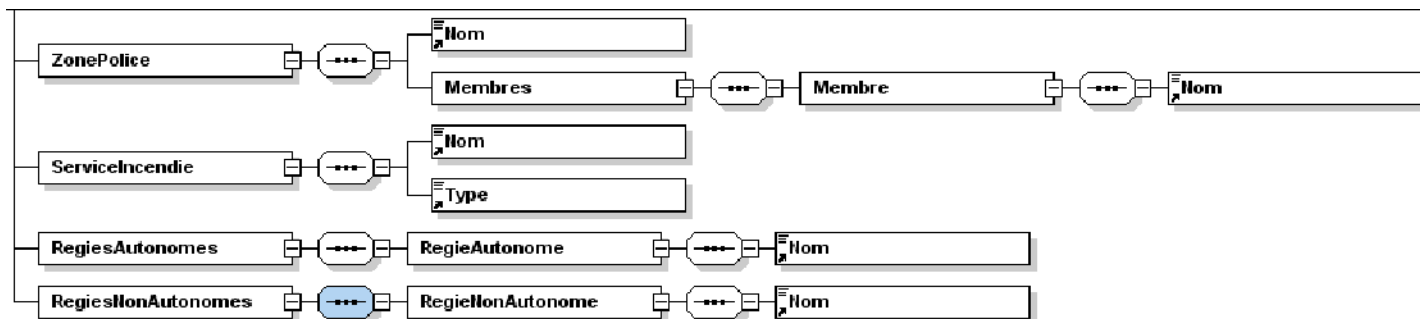 Nom
ZonePolice
Membres
Membre
Nom
Nom
ServiceIncendie
Type
RegiesAutonomes
RegieAutonome
Nom
RegiesNonAutonomes
RegieNonAutonome
Nom